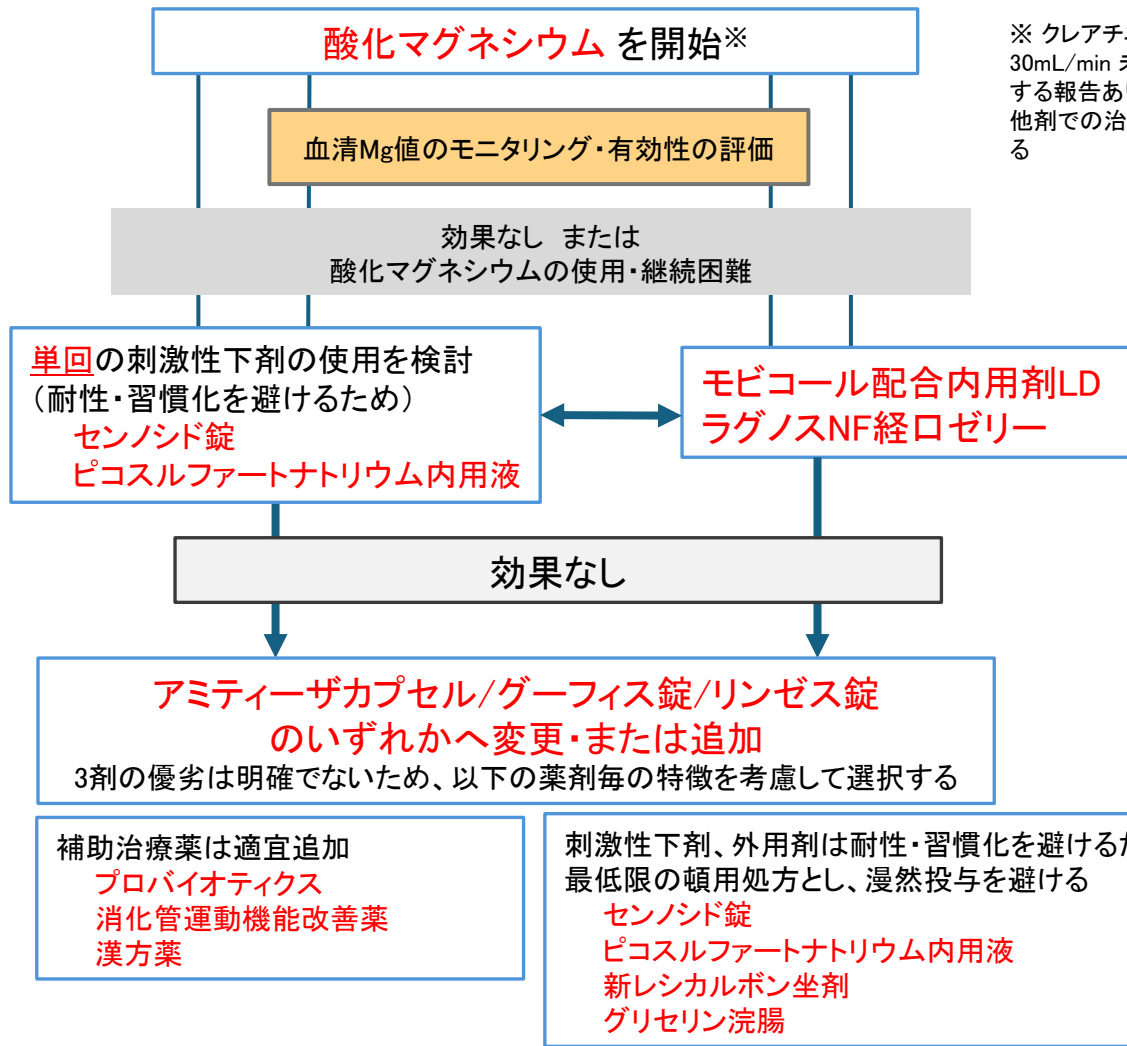 酸化マグネシウム を開始※
※ クレアチ
30mL/min
する報告あ
他剤での治
る
血清Mg値のモニタリング・有効性の評価
効果なし または
酸化マグネシウムの使用・継続困難
単回の刺激性下剤の使用を検討
（耐性・習慣化を避けるため）
センノシド錠
ピコスルファートナトリウム内用液
モビコール配合内用剤LD
ラグノスNF経口ゼリー
効果なし
アミティーザカプセル/グーフィス錠/リンゼス錠
のいずれかへ変更・または追加
3剤の優劣は明確でないため、以下の薬剤毎の特徴を考慮して選択する
補助治療薬は適宜追加
プロバイオティクス
消化管運動機能改善薬
漢方薬
刺激性下剤、外用剤は耐性・習慣化を避ける
最低限の頓用処方とし、漫然投与を避ける
センノシド錠
ピコスルファートナトリウム内用液
新レシカルボン坐剤
グリセリン浣腸